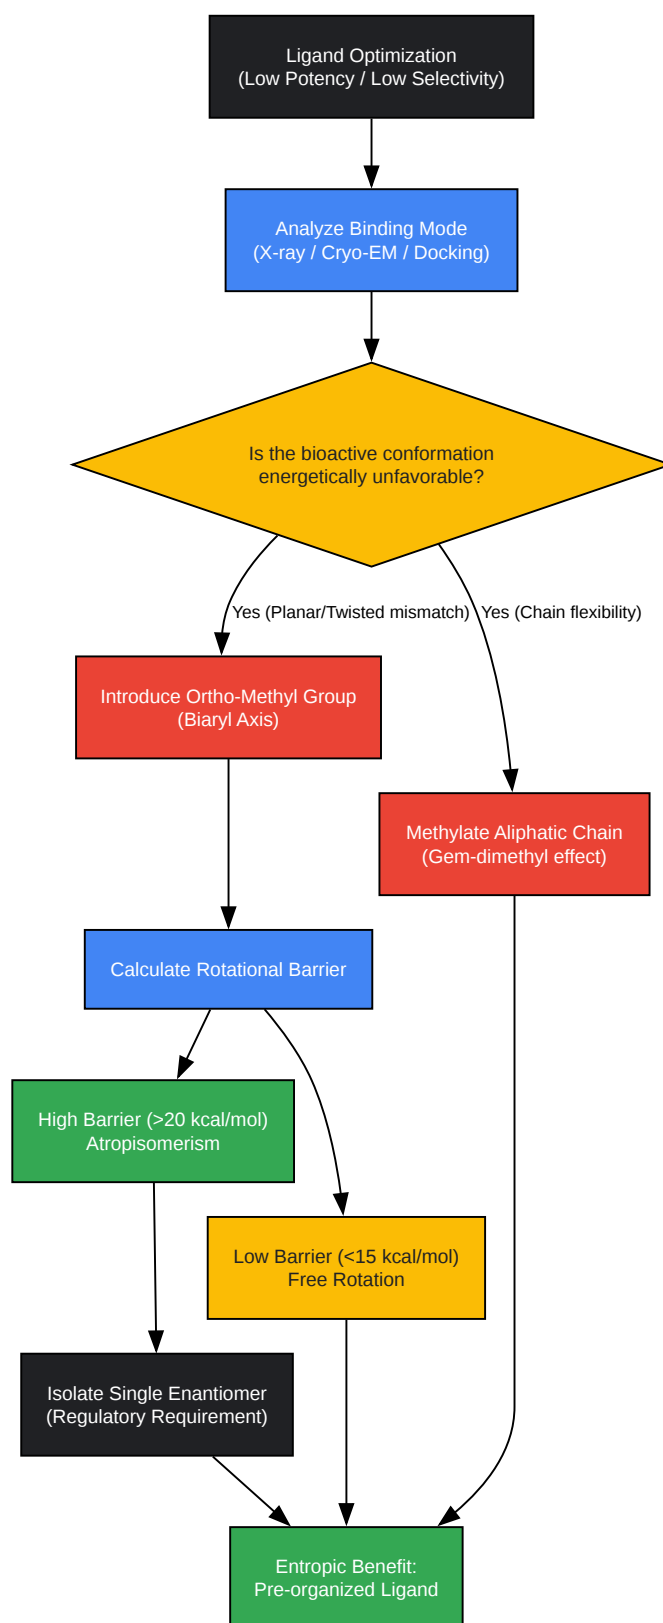 Ligand Optimization
(Low Potency / Low Selectivity)
Analyze Binding Mode
(X-ray / Cryo-EM / Docking)
Is the bioactive conformation
energetically unfavorable?
Yes (Planar/Twisted mismatch)
Yes (Chain flexibility)
Introduce Ortho-Methyl Group
(Biaryl Axis)
Methylate Aliphatic Chain
(Gem-dimethyl effect)
Calculate Rotational Barrier
High Barrier (>20 kcal/mol)
Atropisomerism
Low Barrier (<15 kcal/mol)
Free Rotation
Isolate Single Enantiomer
(Regulatory Requirement)
Entropic Benefit:
Pre-organized Ligand